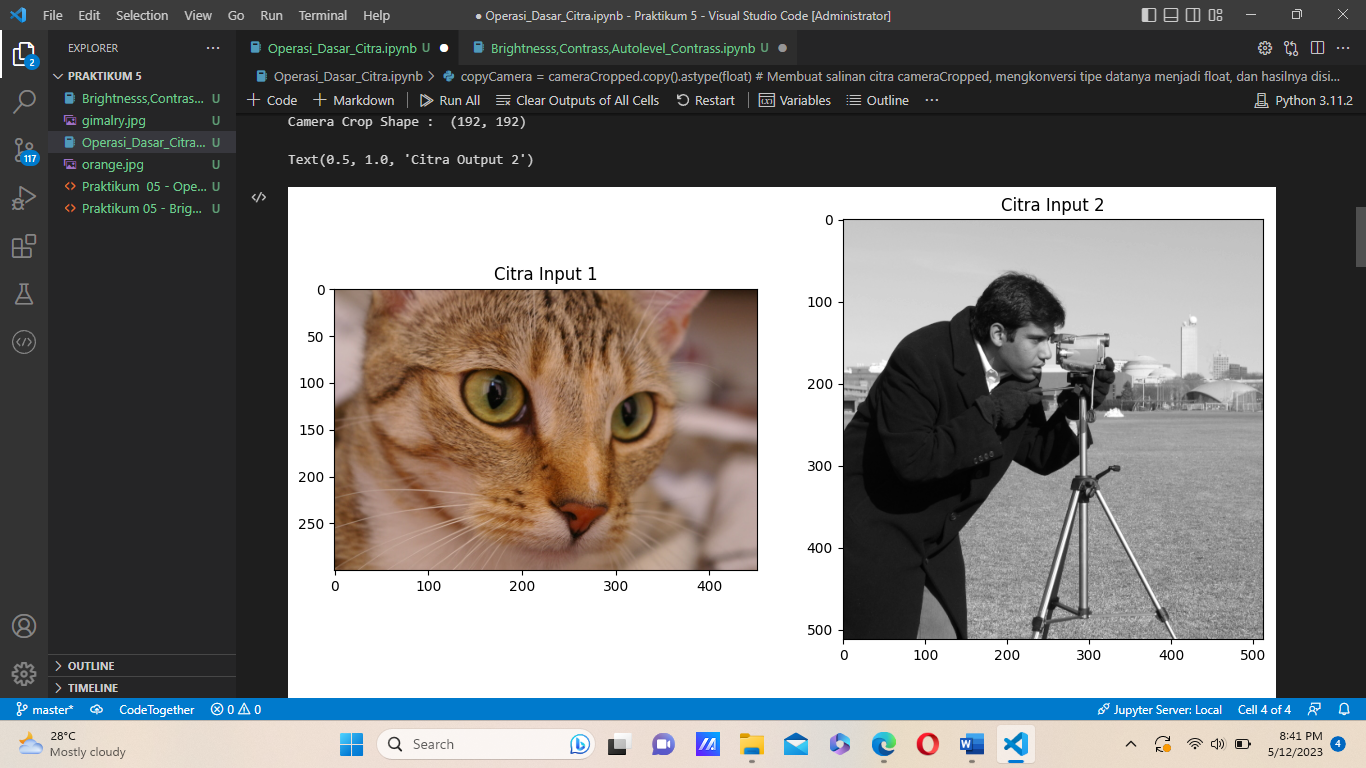 File Edit Selection View Go Run Terminal Help
● Operasi_Dasar_Citra.ipynb - Praktikum 5 - Visual Studio Code [Administrator]
EXPLORER
Operasi_Dasar_Citra.ipynb U
Brightnesss,Contrass,Autolevel_Contrass.ipynb U
PRAKTIKUM 5
Operasi_Dasar_Citra.ipynb > copyCamera = cameraCropped.copy().astype(float) # Membuat salinan citra cameraCropped, mengkonversi tipe datanya menjadi float, dan hasilnya disi...
Brightnesss,Contras... U
gimalry.jpg U
Operasi_Dasar_Citra... U
orange.jpg U
Praktikum 05 - Ope... U
Praktikum 05 - Brig... U
2
117
+ Code + Markdown Run All Clear Outputs of All Cells Restart Variables Outline ...
Python 3.11.2
Camera Crop Shape :  (192, 192)
Text(0.5, 1.0, 'Citra Output 2')
Citra Input 1
0
50
100
150
200
250
0 100 200 300 400
Citra Input 2
0
100
200
300
400
500
0 100 200 300 400 500
OUTLINE
TIMELINE
master* CodeTogether 0 0
Jupyter Server: Local Cell 4 of 4
28°C
Mostly cloudy
Search
8:41 PM
5/12/2023
4